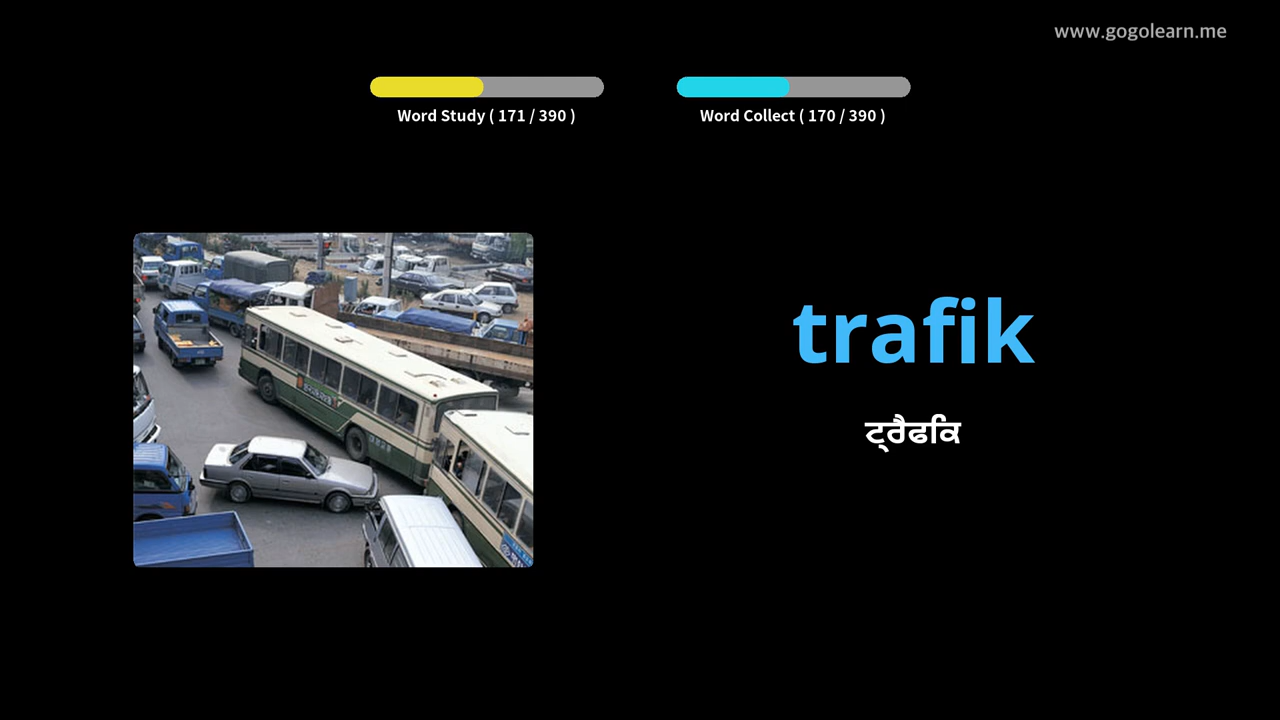 www.gogolearn.me
Word Study ( 171 / 390 )
Word Collect ( 170 / 390 )
trafik
ਟ੍ਰੈਫਿਕ